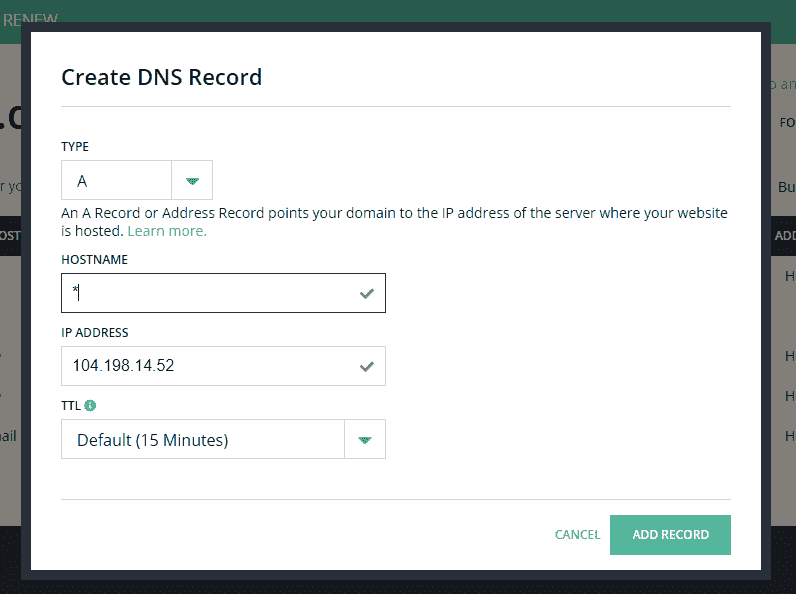 RENEW
Create DNS Record
TYPE
A
An A Record or Address Record points your domain to the IP address of the server where your website
is hosted. Learn more.
HOSTNAME
*
IP ADDRESS
104.198.14.52
TTL
Default (15 Minutes)
CANCEL
ADD RECORD